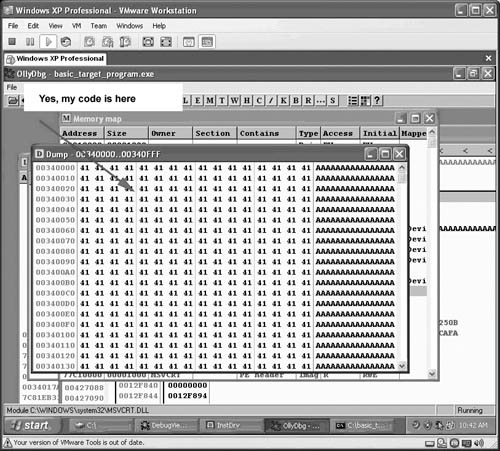 Windows XP Professional - VMware Workstation
File Edit View VM Team Windows Help
Windows XP Professional
OllyDbg - basic_target_program.exe
File
Yes, my code is here
L E M T W H C / K B R ... S
M Memory map
Address Size Owner Section Contains Type Access Initial Mappe
D Dump - 00340000..00340FFF
00340000 41 41 41 41 41 41 41 41 41 41 41 41 41 41 41 41 AAAAAAAAAAAAAAAA
00340010 41 41 41 41 41 41 41 41 41 41 41 41 41 41 41 41 AAAAAAAAAAAAAAAA
00340020 41 41 41 41 41 41 41 41 41 41 41 41 41 41 41 AAAAAAAAAAAAAAAA
00340030 41 41 41 41 41 41 41 41 41 41 41 41 41 41 41 AAAAAAAAAAAAAAAA
00340040 41 41 41 41 41 41 41 41 41 41 41 41 41 41 41 41 AAAAAAAAAAAAAAAA
00340050 41 41 41 41 41 41 41 41 41 41 41 41 41 41 41 41 AAAAAAAAAAAAAAAA
00340060 41 41 41 41 41 41 41 41 41 41 41 41 41 41 41 41 AAAAAAAAAAAAAAAA Devi
00340070 41 41 41 41 41 41 41 41 41 41 41 41 41 41 41 41 AAAAAAAAAAAAAAAA
00340080 41 41 41 41 41 41 41 41 41 41 41 41 41 41 41 41 AAAAAAAAAAAAAAAA Devi
00340090 41 41 41 41 41 41 41 41 41 41 41 41 41 41 41 41 AAAAAAAAAAAAAAAA
003400A0 41 41 41 41 41 41 41 41 41 41 41 41 41 41 41 41 AAAAAAAAAAAAAAAA
003400B0 41 41 41 41 41 41 41 41 41 41 41 41 41 41 41 41 AAAAAAAAAAAAAAAA Devi
003400C0 41 41 41 41 41 41 41 41 41 41 41 41 41 41 41 41 AAAAAAAAAAAAAAAA
003400D0 41 41 41 41 41 41 41 41 41 41 41 41 41 41 41 41 AAAAAAAAAAAAAAAA
003400E0 41 41 41 41 41 41 41 41 41 41 41 41 41 41 41 41 AAAAAAAAAAAAAAAA
003400F0 41 41 41 41 41 41 41 41 41 41 41 41 41 41 41 41 AAAAAAAAAAAAAAAA 250B
00340100 41 41 41 41 41 41 41 41 41 41 41 41 41 41 41 41 AAAAAAAAAAAAAAAA CAFA
00340110 41 41 41 41 41 41 41 41 41 41 41 41 41 41 41 41 AAAAAAAAAAAAAAAA
00340120 41 41 41 41 41 41 41 41 41 41 41 41 41 41 41 41 AAAAAAAAAAAAAAAA
00340130 41 41 41 41 41 41 41 41 41 41 41 41 41 41 41 41 AAAAAAAAAAAAAAAA
77C10000 00001000 MSVCRT PE header Imag R RWE
0034017 00427088 0012F840 00000000
7C81EB3 00427090 0012F844 0012F894
Module C:\WINDOWS\system32\MSVCRT.DLL Running
start C:\ DebugView... InstDrv OllyDbg - ... C:\basic_t... 10:42 AM
Your version of VMware Tools is out of date.